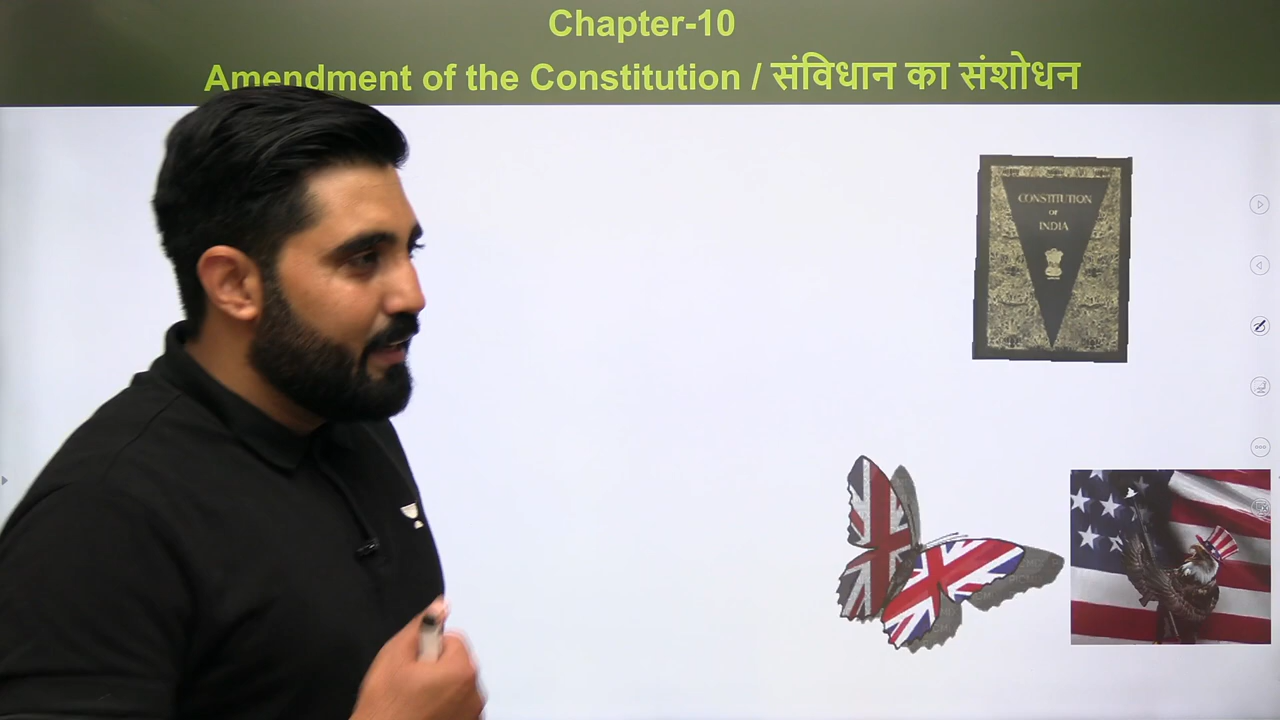 Chapter-10
Amendment of the Constitution / संविधान का संशोधन
CONSTITUTION
OF
INDIA